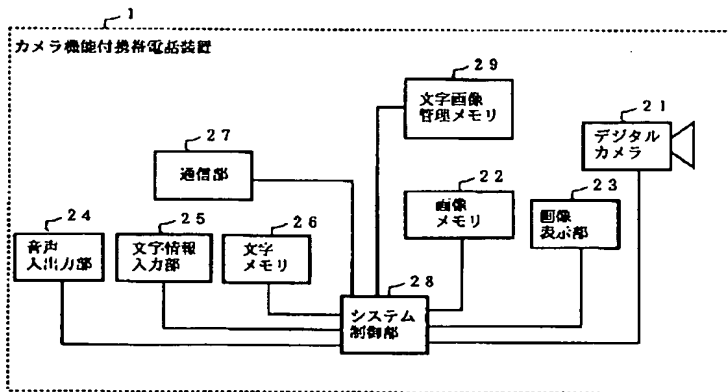 1
カメラ機能付携帯電話装置
29
文字画像
管理メモリ
21
デジタル
カメラ
27
通信部
22
画像
メモリ
23
画像
表示部
24
音声
入出力部
25
文字情報
入力部
26
文字
メモリ
28
システム
制御部